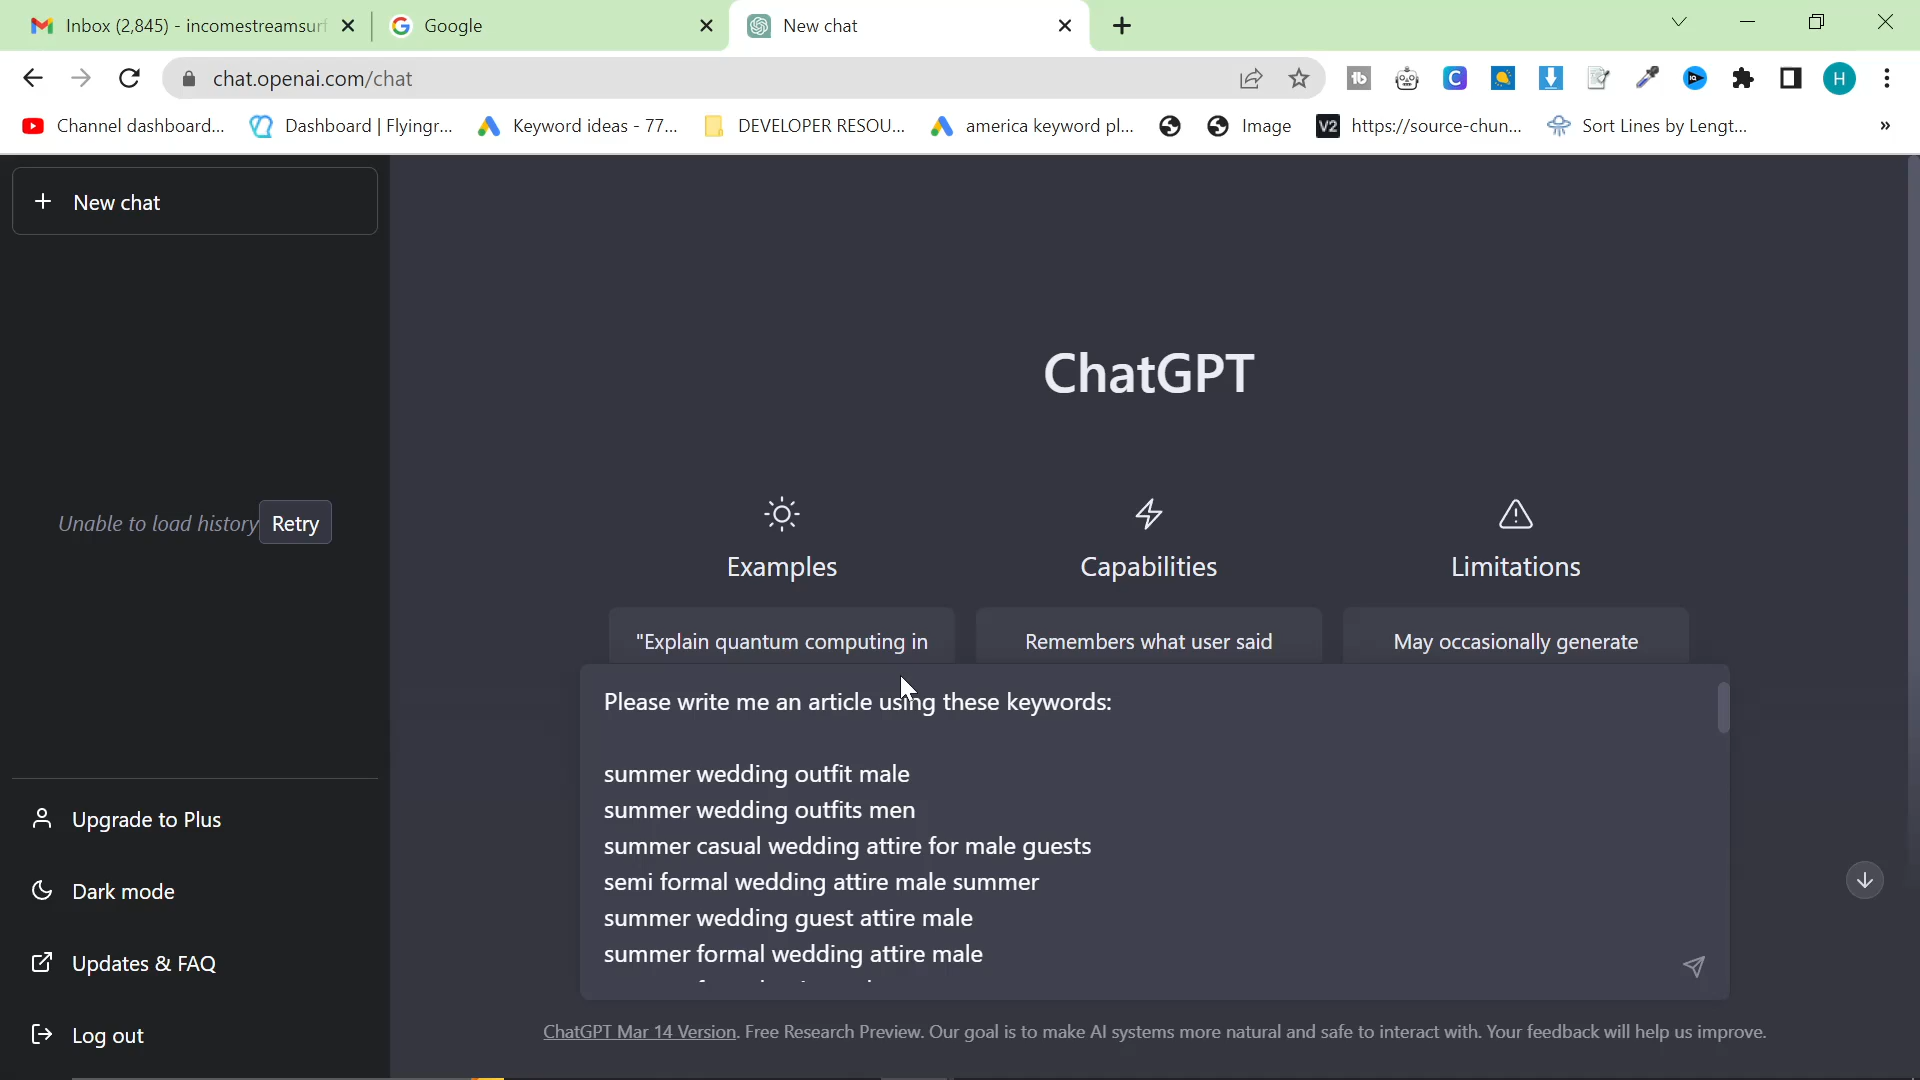 Inbox (2,845) - incomestreamsurf
Google
New chat
chat.openai.com/chat
Channel dashboard...
Dashboard | Flyingr...
Keyword ideas - 77...
DEVELOPER RESOU...
america keyword pl...
Image
V2
https://source-chun...
Sort Lines by Lengt...
»
tb
C
H
New chat
Unable to load history
Retry
Upgrade to Plus
Dark mode
Updates & FAQ
Log out
ChatGPT
Examples
Capabilities
Limitations
"Explain quantum computing in
Remembers what user said
May occasionally generate
Please write me an article using these keywords:
summer wedding outfit male
summer wedding outfits men
summer casual wedding attire for male guests
semi formal wedding attire male summer
summer wedding guest attire male
summer formal wedding attire male
ChatGPT Mar 14 Version. Free Research Preview. Our goal is to make AI systems more natural and safe to interact with. Your feedback will help us improve.